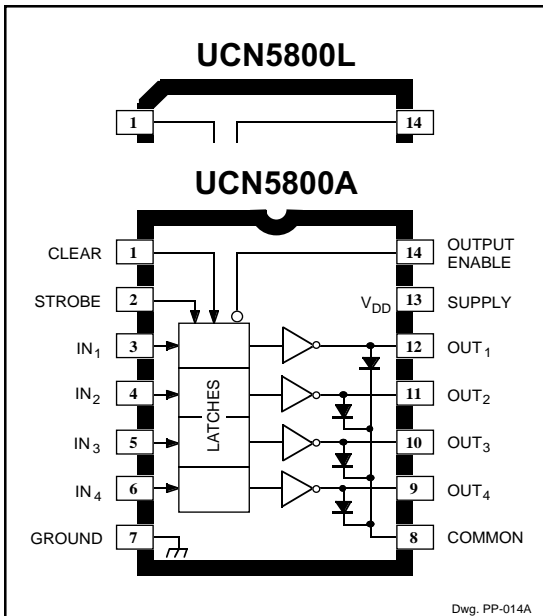 UCN5800L
1 14
UCN5800A
CLEAR 1 14 OUTPUT ENABLE
STROBE 2 VDD 13 SUPPLY
IN1 3 12 OUT1
IN2 4 11 OUT2
LATCHES
IN3 5 10 OUT3
IN4 6 9 OUT4
GROUND 7 8 COMMON
Dwg. PP-014A